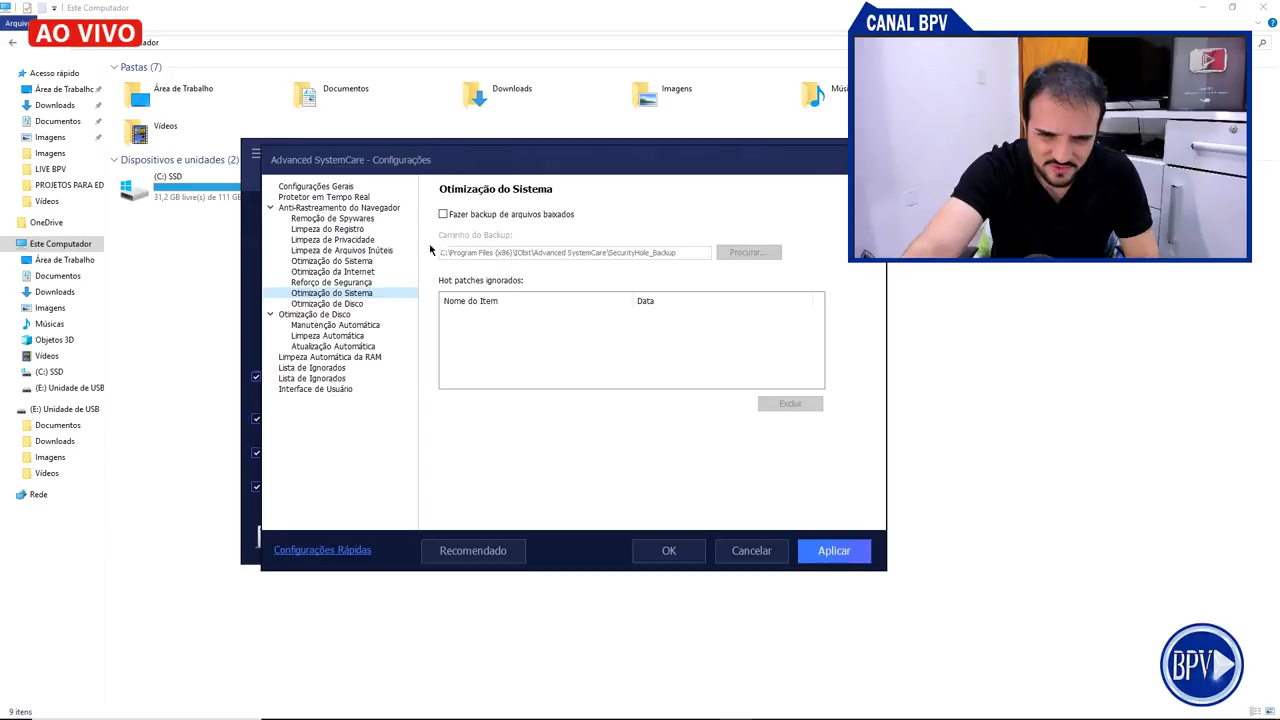 Este Computador
Arquivo
AO VIVO
ador
Acesso rápido
Área de Trabalhc
Downloads
Documentos
Imagens
Imagens
LIVE BPV
PROJETOS PARA ED
Vídeos
OneDrive
Este Computador
Área de Trabalho
Documentos
Downloads
Imagens
Músicas
Objetos 3D
Vídeos
(C:) SSD
(E:) Unidade de USB
(E:) Unidade de USB
Documentos
Downloads
Imagens
Vídeos
Rede
9 itens
Pastas (7)
Área de Trabalho
Documentos
Downloads
Imagens
Músi
Vídeos
Dispositivos e unidades (2)
(C:) SSD
31,2 GB livre(s) de 111 GB
Advanced SystemCare - Configurações
Configurações Gerais
Protetor em Tempo Real
Anti-Rastreamento do Navegador
Remoção de Spywares
Limpeza do Registro
Limpeza de Privacidade
Limpeza de Arquivos Inúteis
Otimização do Sistema
Otimização da Internet
Reforço de Segurança
Otimização do Sistema
Otimização de Disco
Otimização de Disco
Manutenção Automática
Limpeza Automática
Atualização Automática
Limpeza Automática da RAM
Lista de Ignorados
Lista de Ignorados
Interface de Usuário
Otimização do Sistema
Fazer backup de arquivos baixados
Caminho do Backup:
C:\Program Files (x86)\IObit\Advanced SystemCare\SecurityHole_Backup
Procurar...
Hot patches ignorados:
Nome do Item Data
Excluir
Configurações Rápidas
Recomendado
OK
Cancelar
Aplicar
CANAL BPV
BPV